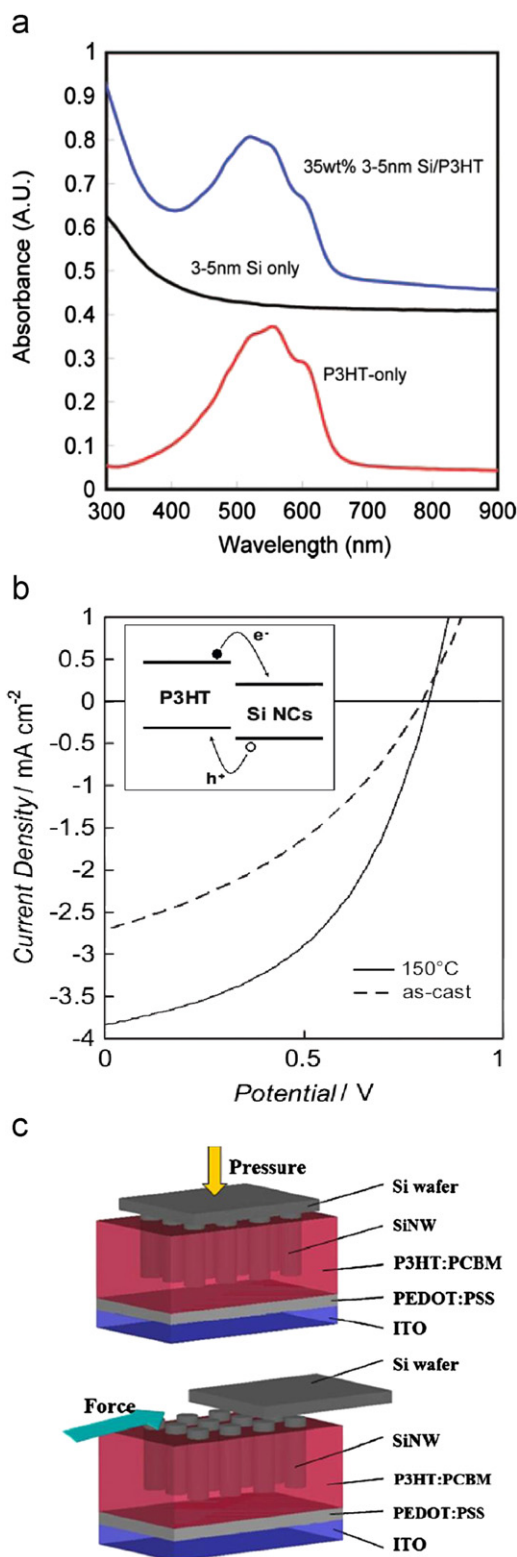 a
1
0.9
0.8
0.7
0.6
0.5
0.4
0.3
0.2
0.1
0
Absorbance (A.U.)
35wt% 3-5nm Si/P3HT
3-5nm Si only
P3HT-only
300 400 500 600 700 800 900
Wavelength (nm)
b
1
0.5
0
-0.5
-1
-1.5
-2
-2.5
-3
-3.5
-4
Current Density / mA cm-2
e-
P3HT
Si NCs
h+
150°C
as-cast
0 0.5 1
Potential / V
c
Pressure
Si wafer
SiNW
P3HT:PCBM
PEDOT:PSS
ITO
Si wafer
Force
SiNW
P3HT:PCBM
PEDOT:PSS
ITO